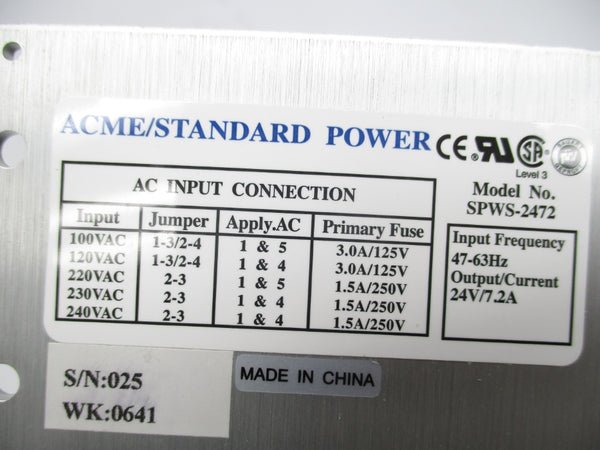 ACME/STANDARD POWER
CE RU SA
Level 3
AC INPUT CONNECTION
Input Jumper Apply.AC Primary Fuse
100VAC 1-3/2-4 1 & 5 3.0A/125V
120VAC 1-3/2-4 1 & 4 3.0A/125V
220VAC 2-3 1 & 5 1.5A/250V
230VAC 2-3 1 & 4 1.5A/250V
240VAC 2-3 1 & 4 1.5A/250V
Model No.
SPWS-2472
Input Frequency
47-63Hz
Output/Current
24V/7.2A
S/N:025
WK:0641
MADE IN CHINA